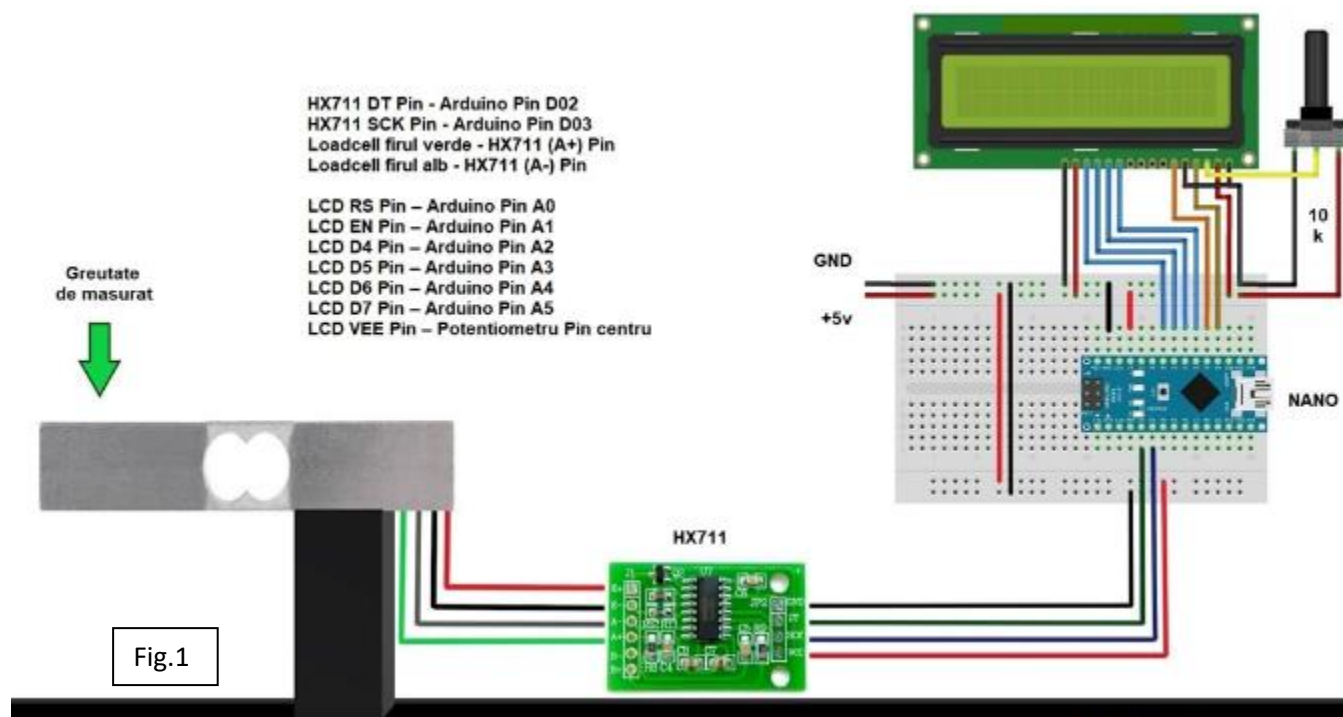 HX711 DT Pin - Arduino Pin D02
HX711 SCK Pin - Arduino Pin D03
Loadcell firul verde - HX711 (A+) Pin
Loadcell firul alb - HX711 (A-) Pin
LCD RS Pin – Arduino Pin A0
LCD EN Pin – Arduino Pin A1
LCD D4 Pin – Arduino Pin A2
LCD D5 Pin – Arduino Pin A3
LCD D6 Pin – Arduino Pin A4
LCD D7 Pin – Arduino Pin A5
LCD VEE Pin – Potentiometru Pin centru
Greutate
de masurat
10
k
GND
+5v
NANO
HX711
E+
E-
A-
A+
B-
B+
Fig.1